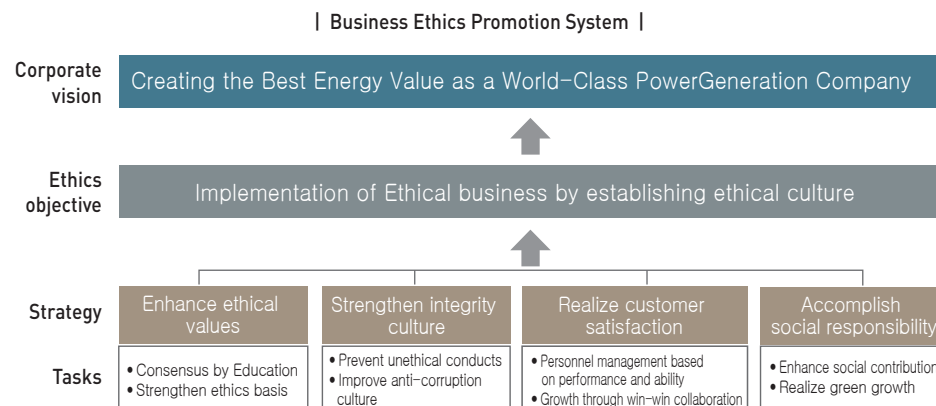 | Business Ethics Promotion System |
Corporate
vision
Creating the Best Energy Value as a World-Class PowerGeneration Company
Ethics
objective
Implementation of Ethical business by establishing ethical culture
Strategy
Enhance ethical
values
Strengthen integrity
culture
Realize customer
satisfaction
Accomplish
social responsibility
Tasks
• Consensus by Education
• Strengthen ethics basis
• Prevent unethical conducts
• Improve anti-corruption
culture
• Personnel management based
on performance and ability
• Growth through win-win collaboration
• Enhance social contribution
• Realize green growth